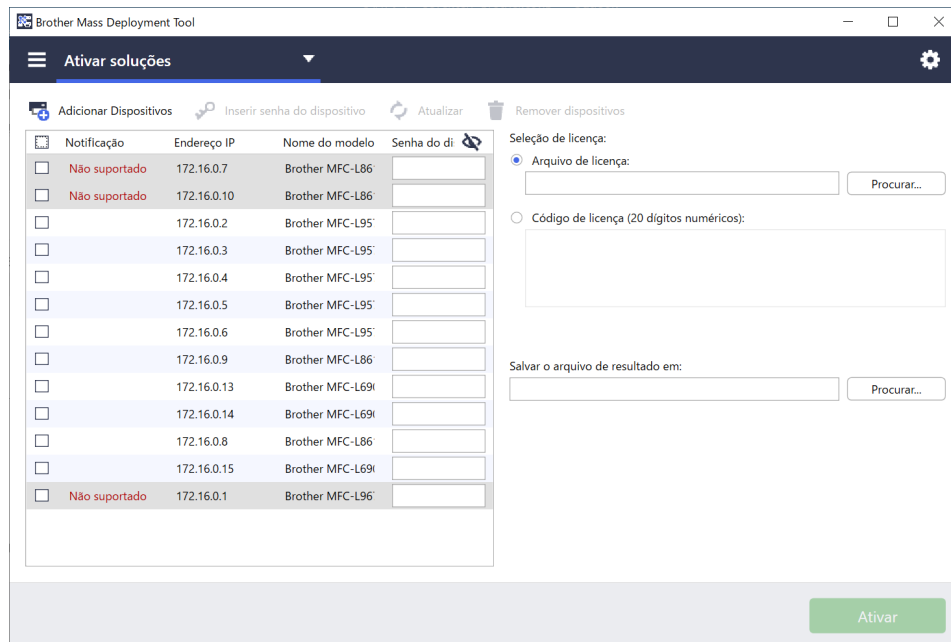 Brother Mass Deployment Tool
Ativar soluções
Adicionar Dispositivos Inserir senha do dispositivo Atualizar Remover dispositivos
Notificação Endereço IP Nome do modelo Senha do di
Não suportado 172.16.0.7 Brother MFC-L86
Não suportado 172.16.0.10 Brother MFC-L86
172.16.0.2 Brother MFC-L95
172.16.0.3 Brother MFC-L95
172.16.0.4 Brother MFC-L95
172.16.0.5 Brother MFC-L95
172.16.0.6 Brother MFC-L95
172.16.0.9 Brother MFC-L86
172.16.0.13 Brother MFC-L69
172.16.0.14 Brother MFC-L69
172.16.0.8 Brother MFC-L86
172.16.0.15 Brother MFC-L69
Não suportado 172.16.0.1 Brother MFC-L96
Seleção de licença:
Arquivo de licença:
Procurar...
Código de licença (20 dígitos numéricos):
Salvar o arquivo de resultado em:
Procurar...
Ativar